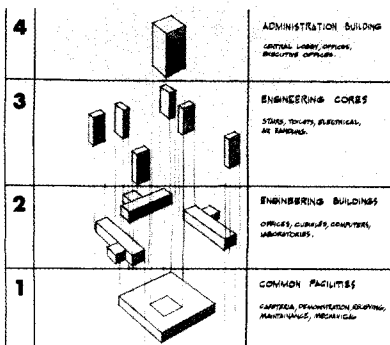 4
ADMINISTRATION BUILDING
CENTRAL LOBBY, OFFICES,
EXECUTIVE OFFICES.
3
ENGINEERING CORES
STAIRS, TOILETS, ELECTRICAL,
AIR HANDLING.
2
ENGINEERING BUILDINGS
OFFICES, CUBICLES, COMPUTERS,
LABORATORIES.
1
COMMON FACILITIES
CAFETERIA, DEMONSTRATION, RECEIVING,
MAINTAINANCE, MECHANICAL